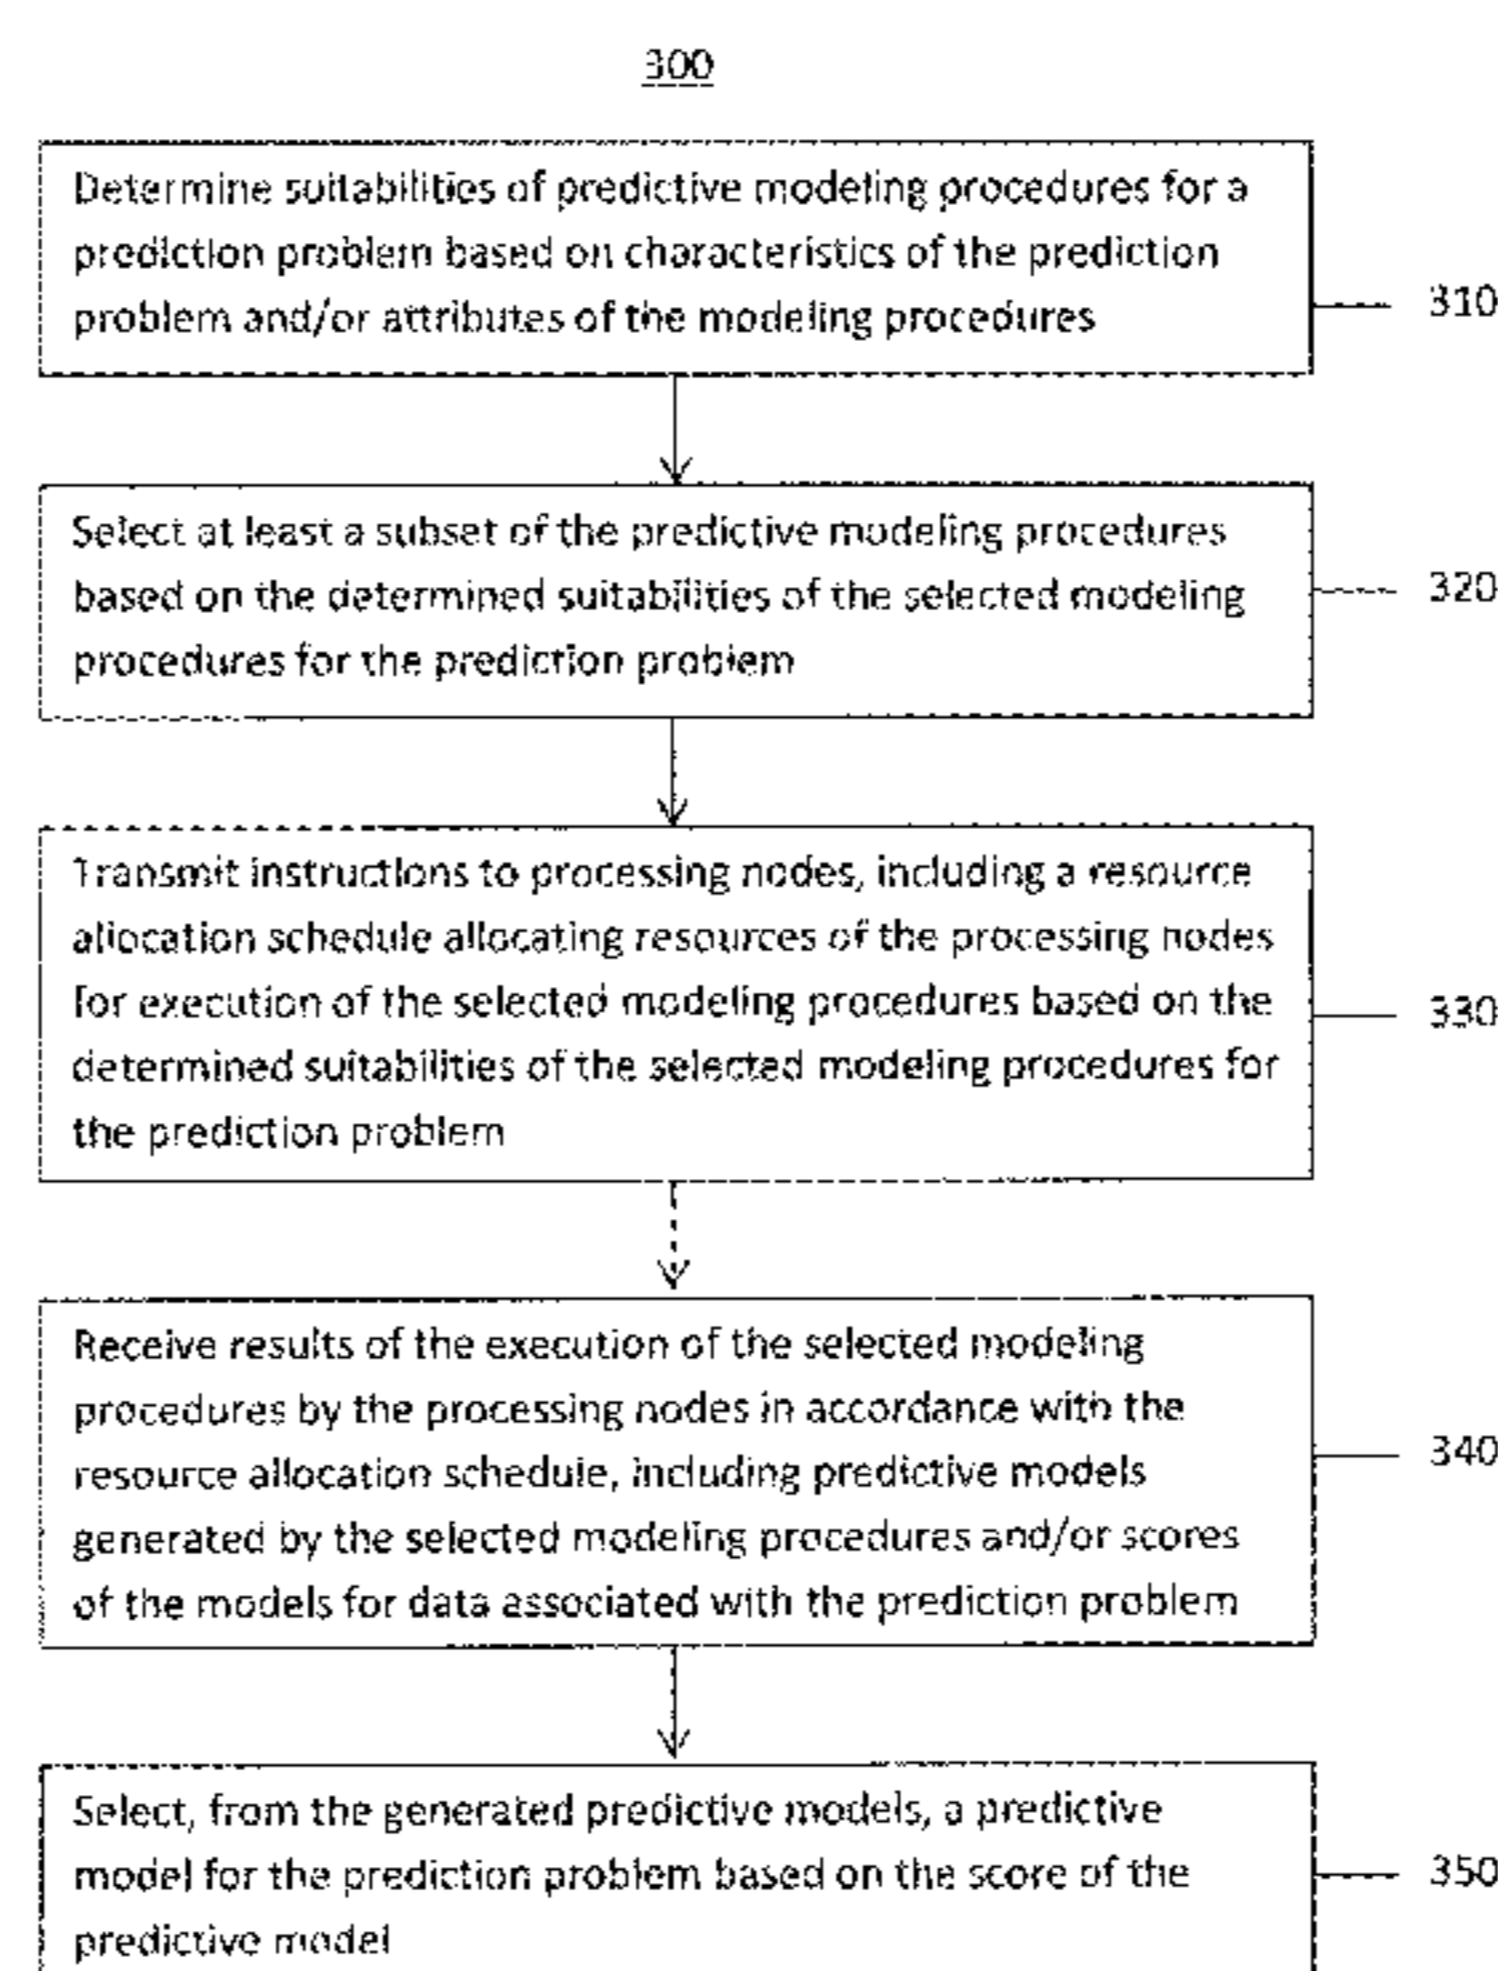 300
Determine suitabilities of predictive modeling procedures for a
prediction problem based on characteristics of the prediction
problem and/or attributes of the modeling procedures
310
Select at least a subset of the predictive modeling procedures
based on the determined suitabilities of the selected modeling
procedures for the prediction problem
320
Transmit instructions to processing nodes, including a resource
allocation schedule allocating resources of the processing nodes
for execution of the selected modeling procedures based on the
determined suitabilities of the selected modeling procedures for
the prediction problem
330
Receive results of the execution of the selected modeling
procedures by the processing nodes in accordance with the
resource allocation schedule, including predictive models
generated by the selected modeling procedures and/or scores
of the models for data associated with the prediction problem
340
Select, from the generated predictive models, a predictive
model for the prediction problem based on the score of the
predictive model
350